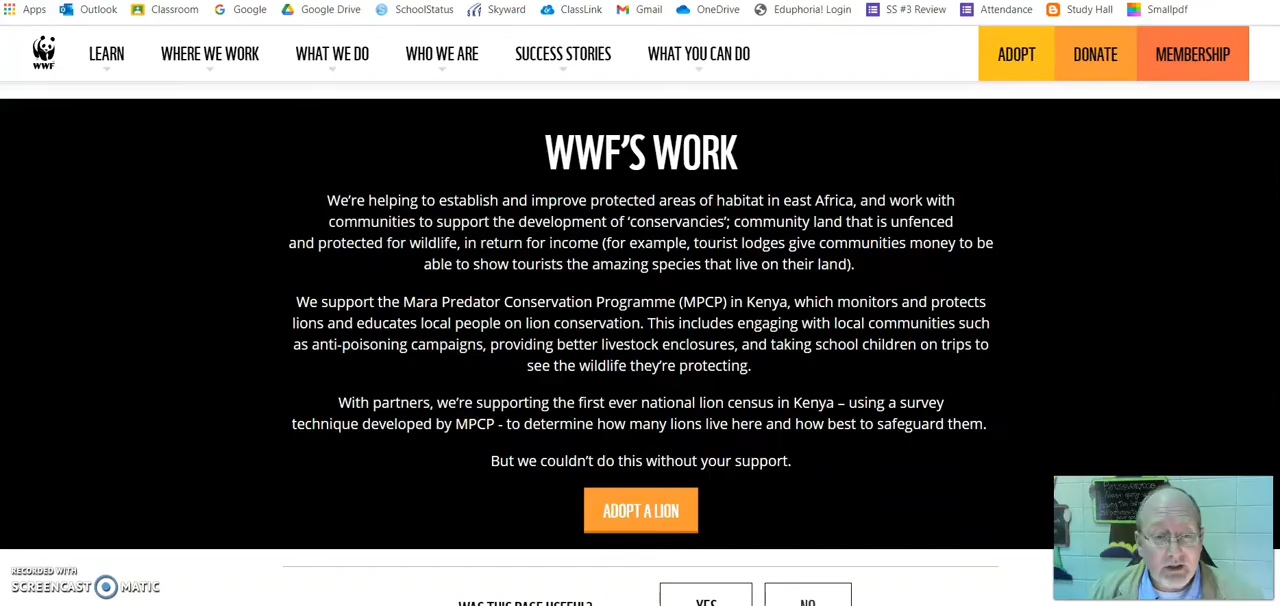 Apps Outlook Classroom Google Google Drive SchoolStatus Skyward ClassLink Gmail OneDrive Eduphoria! Login SS #3 Review Attendance Study Hall Smallpdf
WWF LEARN WHERE WE WORK WHAT WE DO WHO WE ARE SUCCESS STORIES WHAT YOU CAN DO ADOPT DONATE MEMBERSHIP
WWF'S WORK
We're helping to establish and improve protected areas of habitat in east Africa, and work with
communities to support the development of 'conservancies'; community land that is unfenced
and protected for wildlife, in return for income (for example, tourist lodges give communities money to be
able to show tourists the amazing species that live on their land).
We support the Mara Predator Conservation Programme (MPCP) in Kenya, which monitors and protects
lions and educates local people on lion conservation. This includes engaging with local communities such
as anti-poisoning campaigns, providing better livestock enclosures, and taking school children on trips to
see the wildlife they're protecting.
With partners, we're supporting the first ever national lion census in Kenya – using a survey
technique developed by MPCP - to determine how many lions live here and how best to safeguard them.
But we couldn't do this without your support.
ADOPT A LION
RECORDED WITH
SCREENCAST MATIC
WAS THIS PAGE USEFUL? YES NO